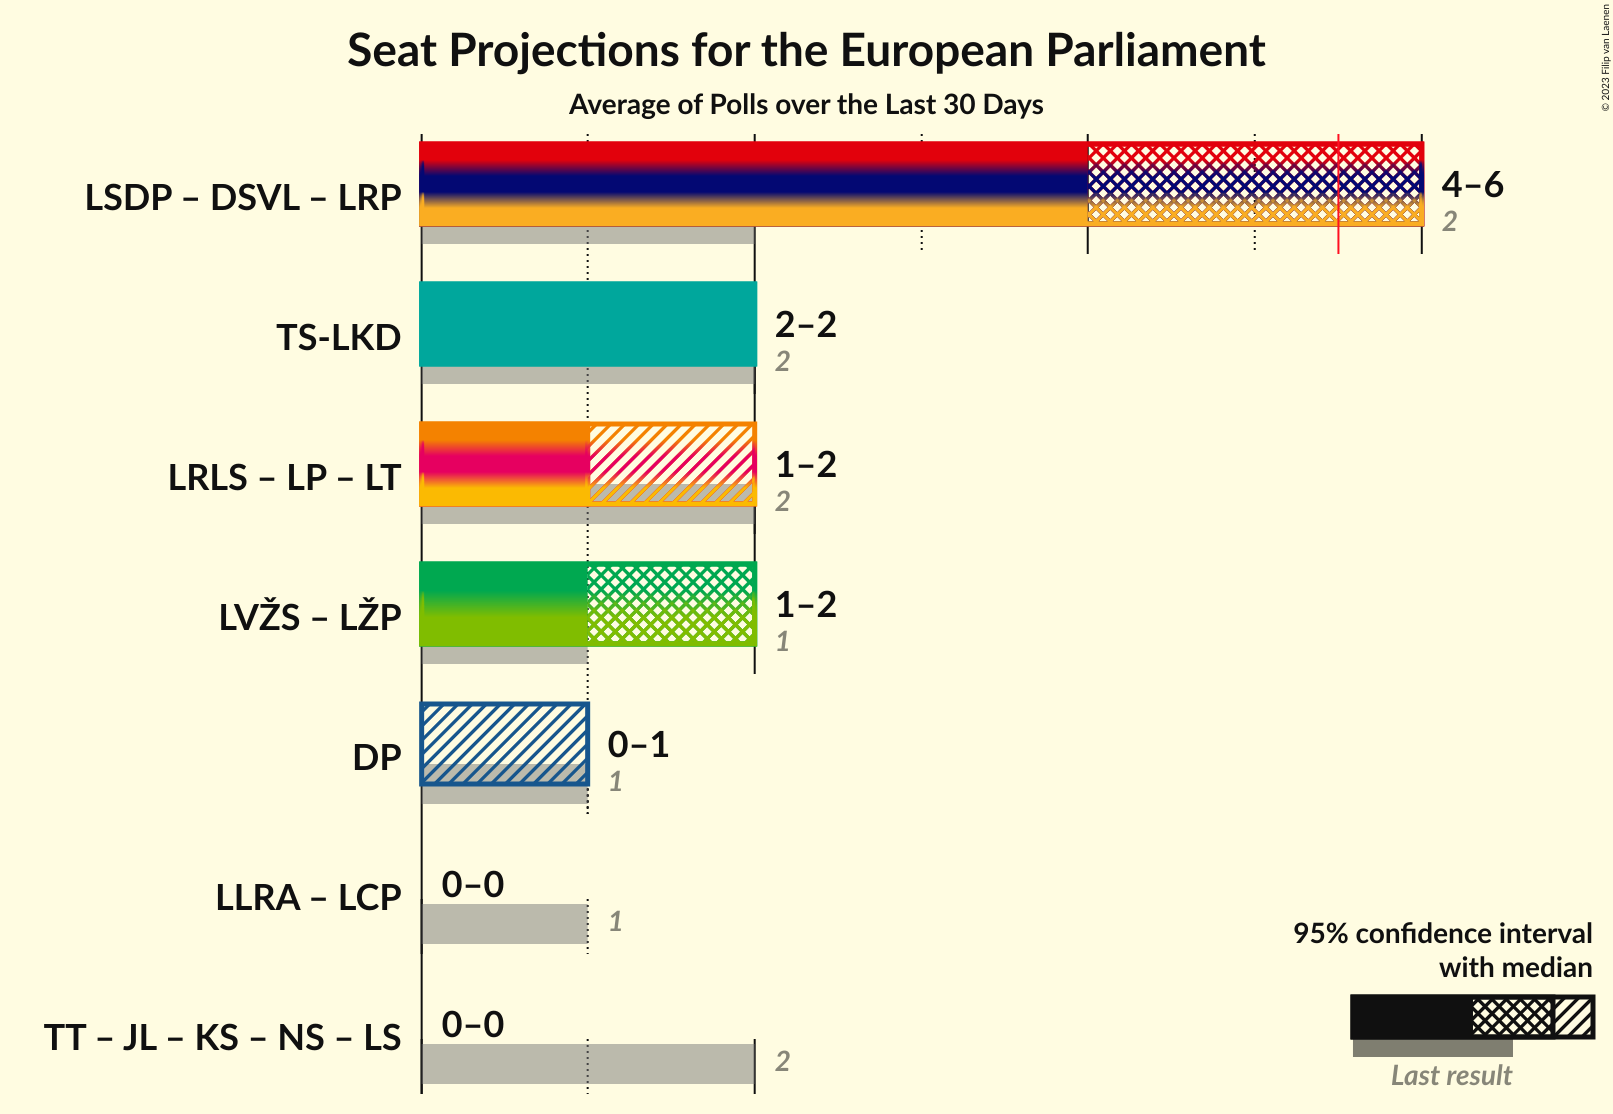 Seat Projections for the European Parliament
Average of Polls over the Last 30 Days
© 2023 Filip van Laenen
LSDP – DSVL – LRP
4–6
2
TS-LKD
2–2
2
LRLS – LP – LT
1–2
2
LVŽS – LŽP
1–2
1
DP
0–1
1
LLRA – LCP
0–0
1
TT – JL – KS – NS – LS
0–0
2
95% confidence interval
with median
Last result